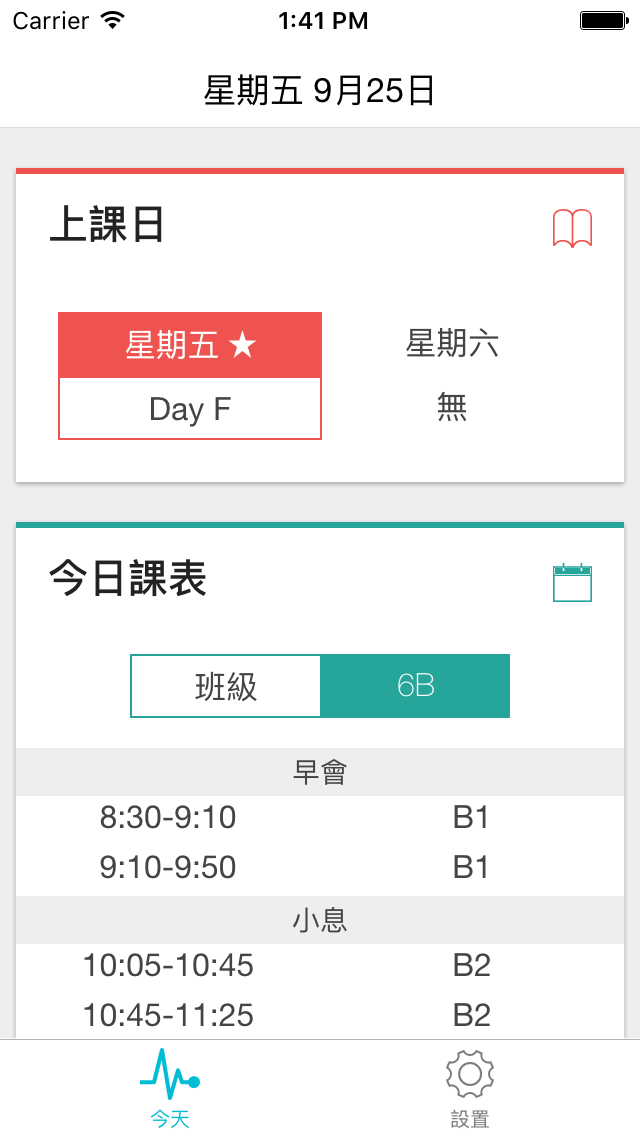 Carrier 1:41 PM
星期五 9月25日
上課日
星期五 ★ 星期六
Day F 無
今日課表
班級 6B
早會
8:30-9:10 B1
9:10-9:50 B1
小息
10:05-10:45 B2
10:45-11:25 B2
今天 設置